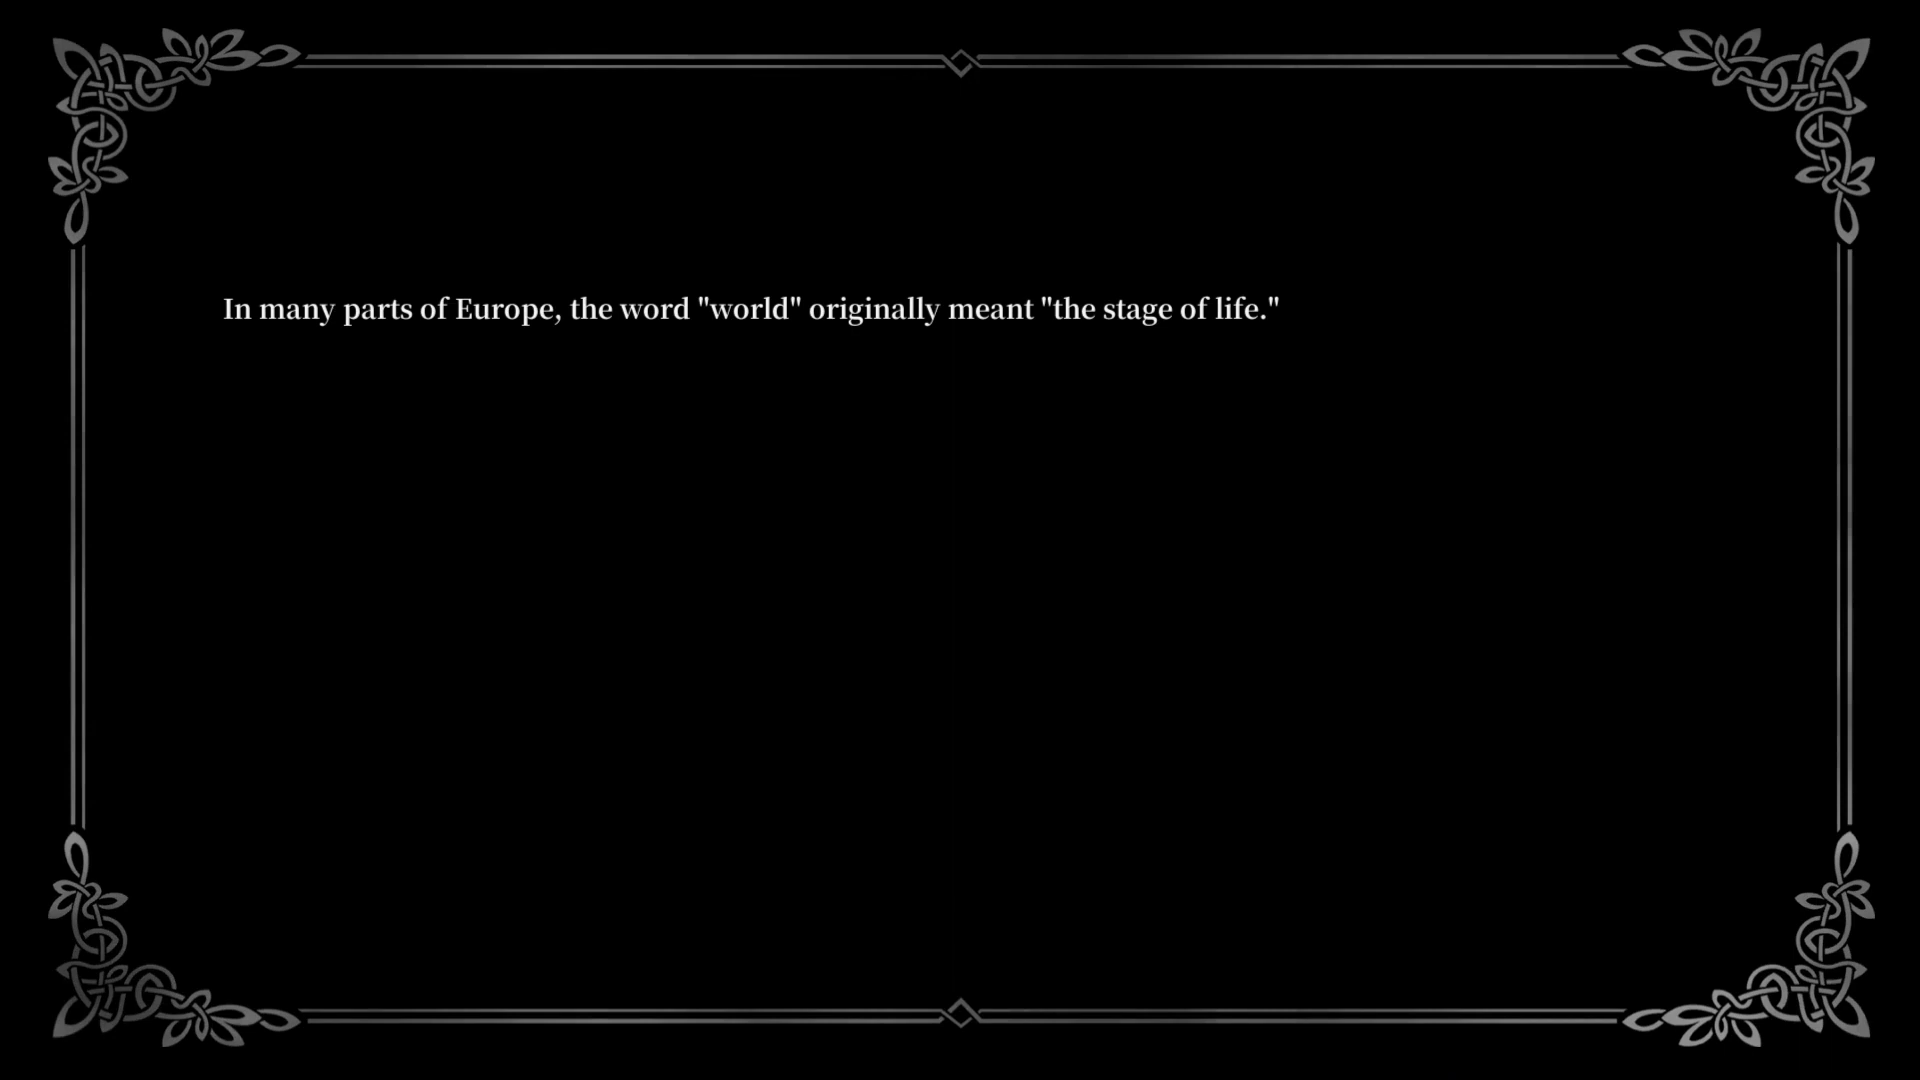 In many parts of Europe, the word "world" originally meant "the stage of life."